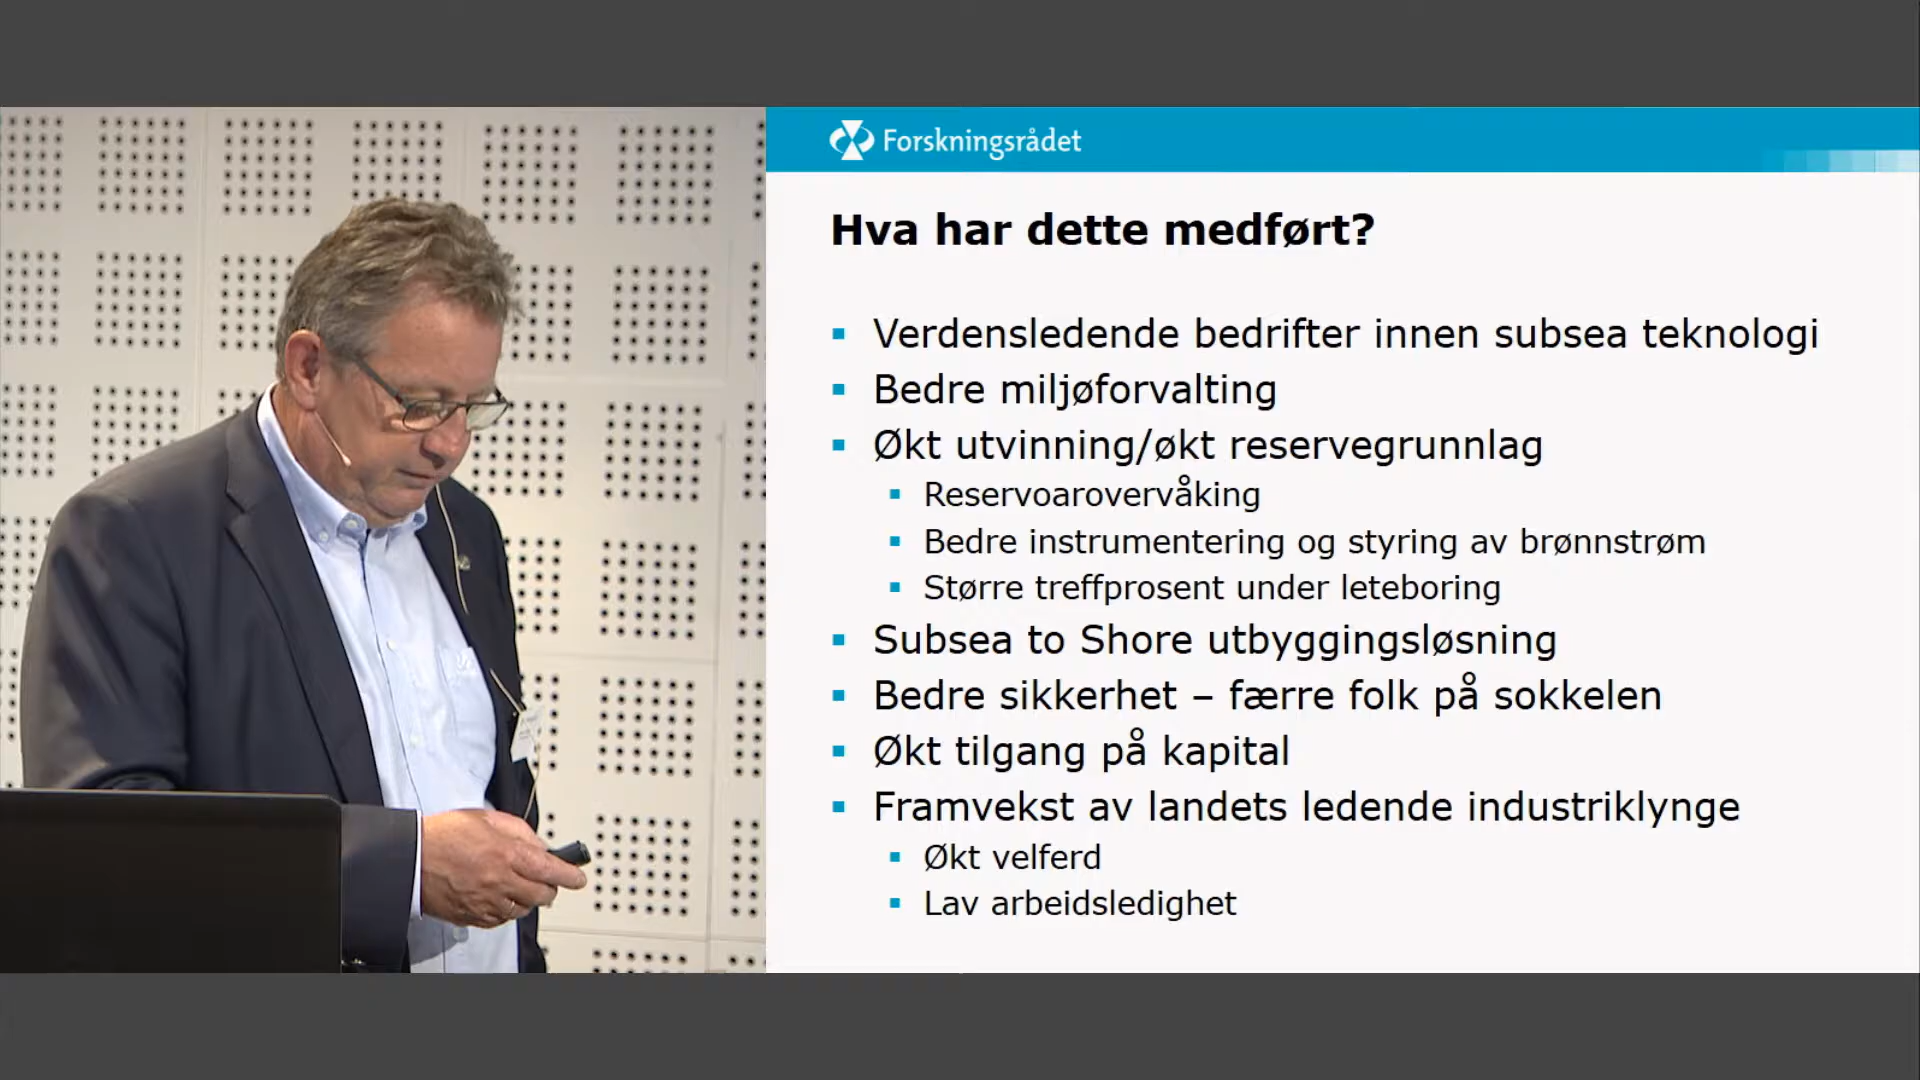 Forskningsrådet
Hva har dette medført?
Verdensledende bedrifter innen subsea teknologi
Bedre miljøforvalting
Økt utvinning/økt reservegrunnlag
Reservoarovervåking
Bedre instrumentering og styring av brønnstrøm
Større treffprosent under leteboring
Subsea to Shore utbyggingsløsning
Bedre sikkerhet – færre folk på sokkelen
Økt tilgang på kapital
Framvekst av landets ledende industriklynge
Økt velferd
Lav arbeidsledighet